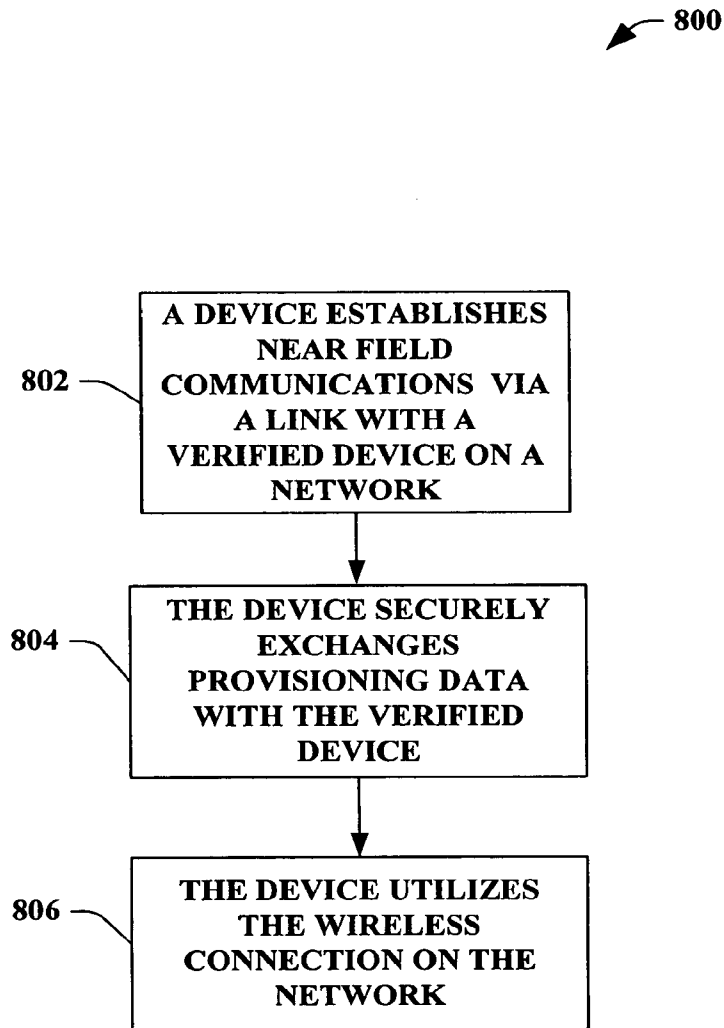 800
802
A DEVICE ESTABLISHES
NEAR FIELD
COMMUNICATIONS VIA
A LINK WITH A
VERIFIED DEVICE ON A
NETWORK
804
THE DEVICE SECURELY
EXCHANGES
PROVISIONING DATA
WITH THE VERIFIED
DEVICE
806
THE DEVICE UTILIZES
THE WIRELESS
CONNECTION ON THE
NETWORK